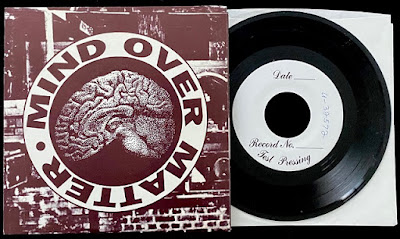 MIND OVER MATTER
Date
Record No.
Test Pressing